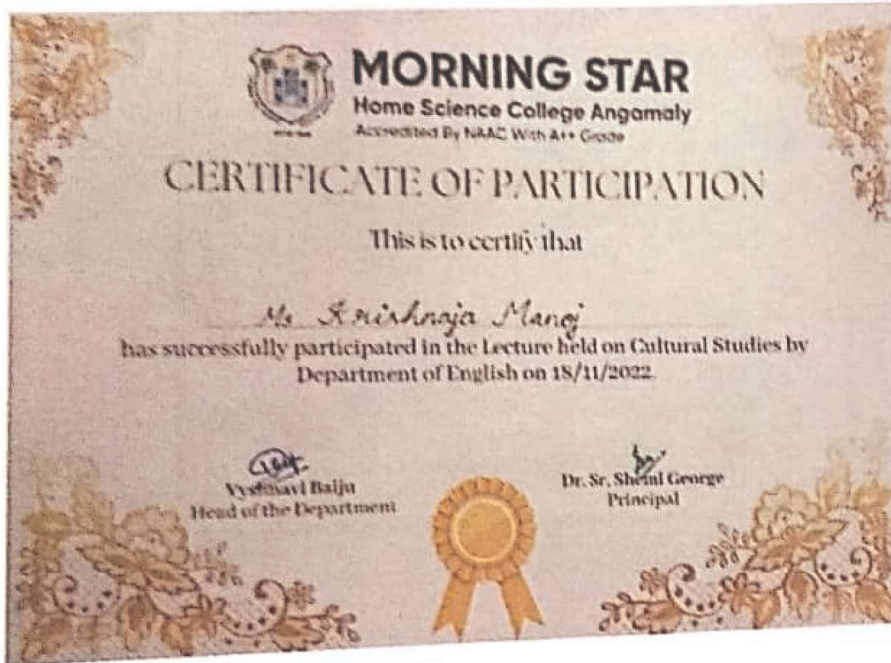 MORNING STAR
Home Science College Angamaly
Accredited By NAAC With A++ Grade
CERTIFICATE OF PARTICIPATION
This is to certify that
Ms Krishnaja Manoj
has successfully participated in the Lecture held on Cultural Studies by
Department of English on 18/11/2022.
Vyshnavi Baiju
Head of the Department
Dr. Sr. George
Principal